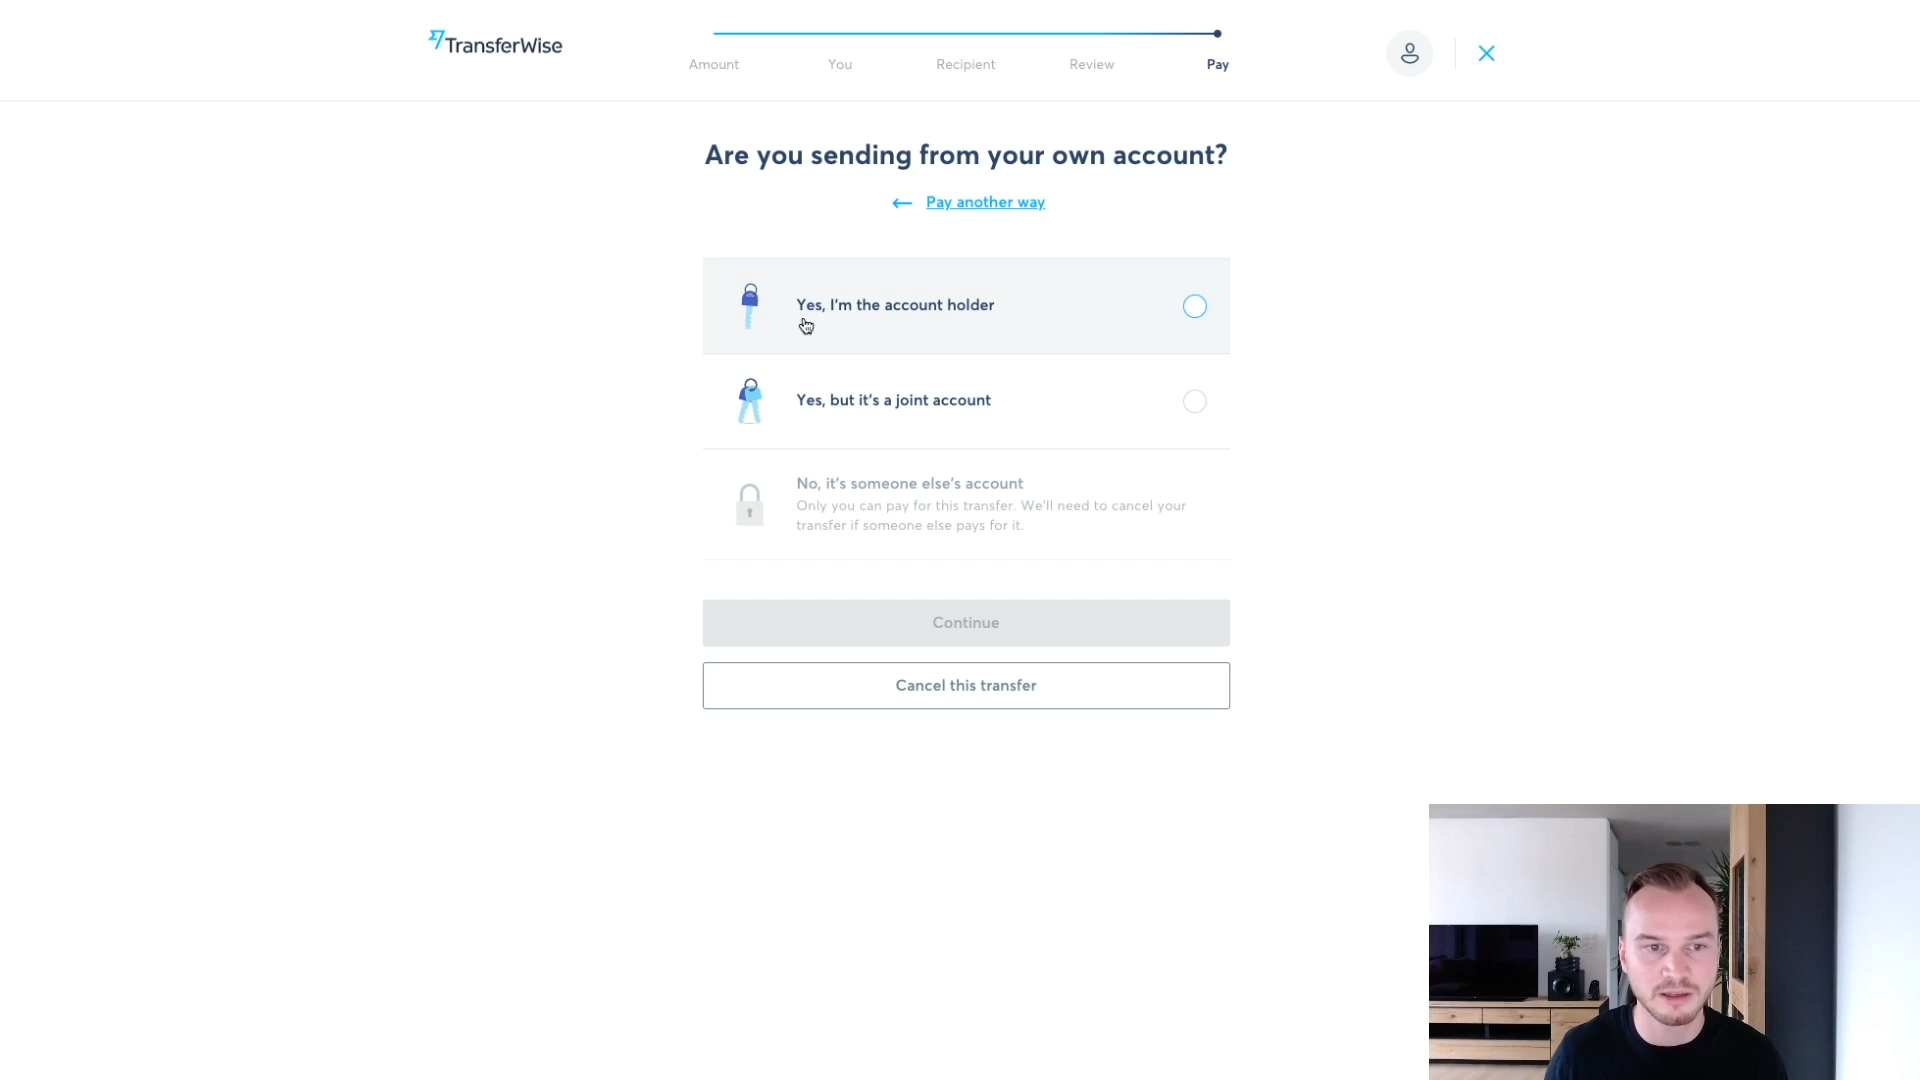 TransferWise
Amount
You
Recipient
Review
Pay
Are you sending from your own account?
Pay another way
Yes, I'm the account holder
Yes, but it's a joint account
No, it's someone else's account
Only you can pay for this transfer. We'll need to cancel your
transfer if someone else pays for it.
Continue
Cancel this transfer